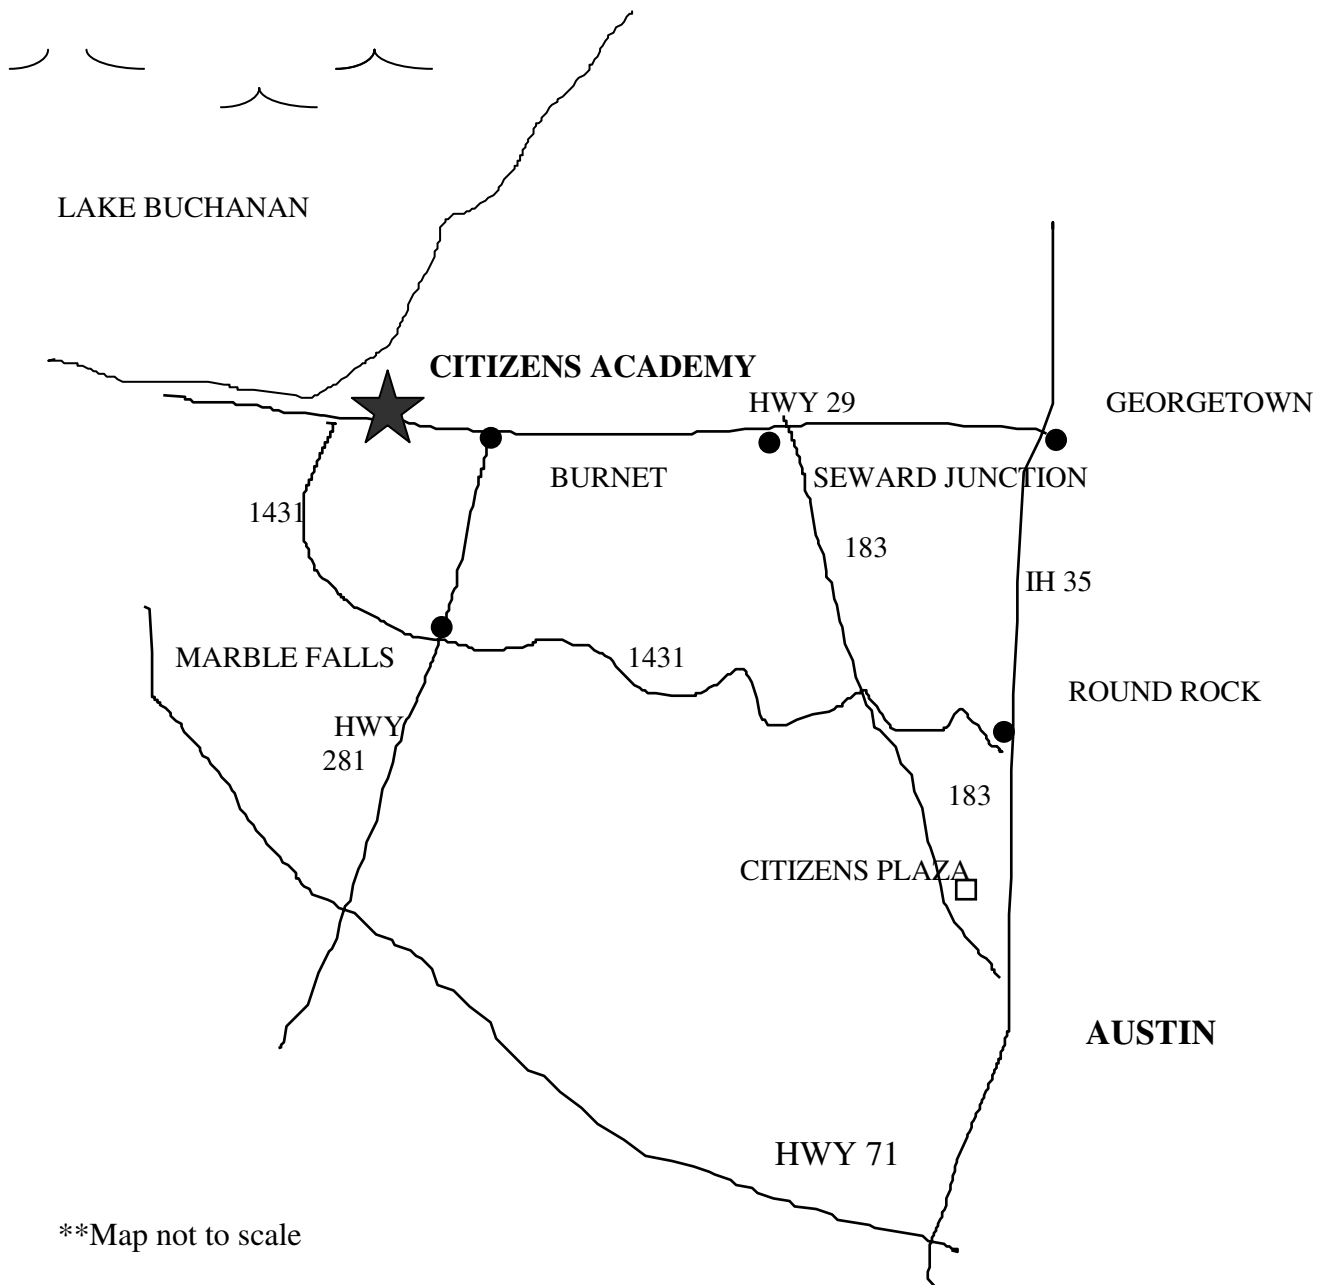 LAKE BUCHANAN
CITIZENS ACADEMY
HWY 29
GEORGETOWN
BURNET
SEWARD JUNCTION
1431
183
IH 35
MARBLE FALLS
1431
ROUND ROCK
HWY
281
183
CITIZENS PLAZA
AUSTIN
HWY 71
**Map not to scale